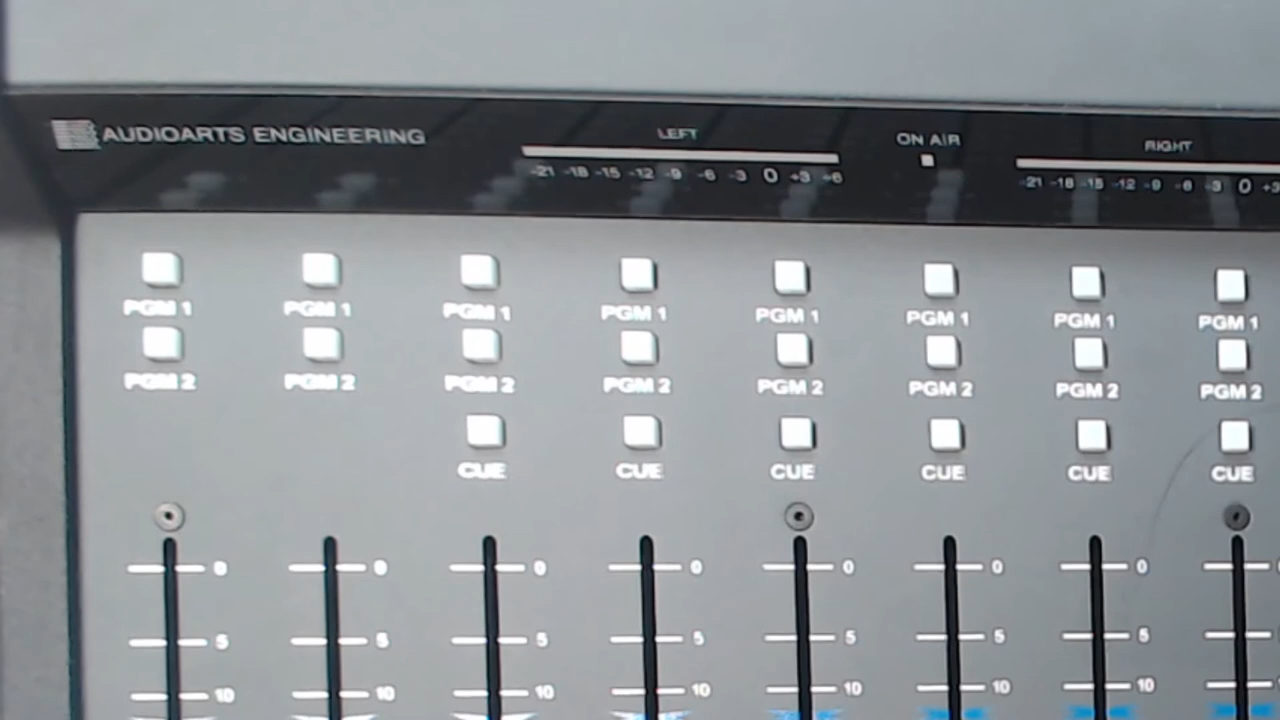 AUDIOARTS ENGINEERING
LEFT
ON AIR
RIGHT
-21 -18 -15 -12 -9 -6 -3 0 +3 +6
-21 -18 -15 -12 -9 -6 -3 0 +3
PGM 1 PGM 1 PGM 1 PGM 1 PGM 1 PGM 1 PGM 1 PGM 1
PGM 2 PGM 2 PGM 2 PGM 2 PGM 2 PGM 2 PGM 2 PGM 2
CUE CUE CUE CUE CUE CUE
0 0 0 0 0 0 0
5 5 5 5 5 5 5
10 10 10 10 10 10 10